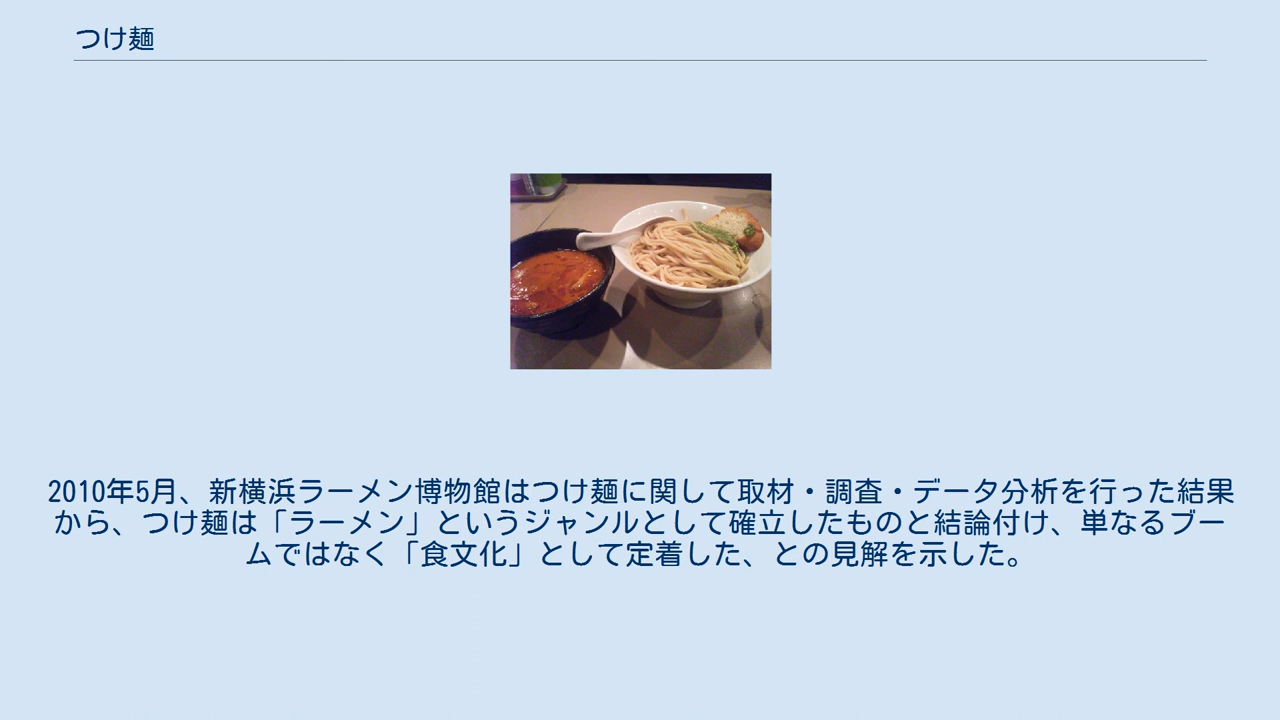 つけ麺
2010年5月、新横浜ラーメン博物館はつけ麺に関して取材・調査・データ分析を行った結果
から、つけ麺は「ラーメン」というジャンルとして確立したものと結論付け、単なるブー
ムではなく「食文化」として定着した、との見解を示した。